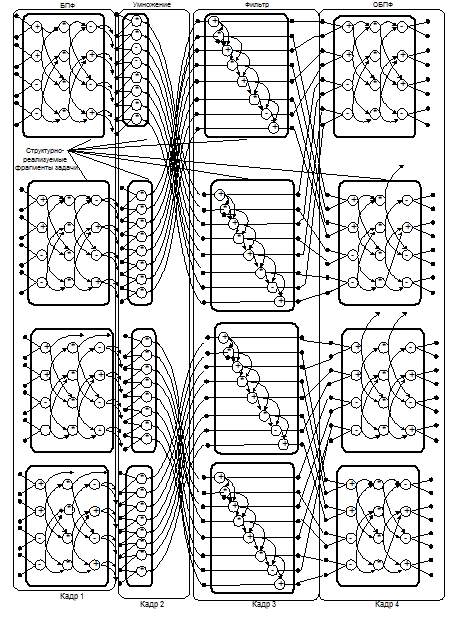 БПФ
Умножение
Фильтр
ОБПФ
Структурно-
реализуемые
фрагменты задачи
Кадр 1
Кадр 2
Кадр 3
Кадр 4